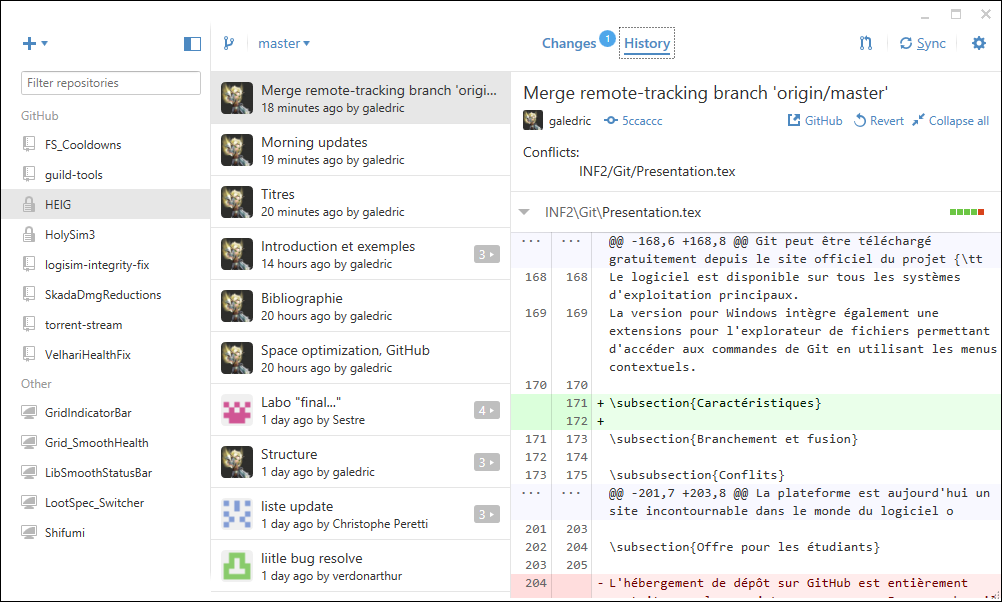 master
Changes 1 History
Sync
Filter repositories
GitHub
FS_Cooldowns
guild-tools
HEIG
HolySim3
logisim-integrity-fix
SkadaDmgReductions
torrent-stream
VelhariHealthFix
Other
GridIndicatorBar
Grid_SmoothHealth
LibSmoothStatusBar
LootSpec_Switcher
Shifumi
Merge remote-tracking branch 'origi...
18 minutes ago by galedric
Morning updates
19 minutes ago by galedric
Titres
20 minutes ago by galedric
Introduction et exemples
14 hours ago by galedric
3
Bibliographie
20 hours ago by galedric
Space optimization, GitHub
20 hours ago by galedric
Labo "final..."
1 day ago by Sestre
4
Structure
1 day ago by galedric
3
liste update
1 day ago by Christophe Peretti
3
liitle bug resolve
1 day ago by verdonarthur
Merge remote-tracking branch 'origin/master'
galedric 5ccaccc GitHub Revert Collapse all
Conflicts:
INF2/Git/Presentation.tex
INF2\Git\Presentation.tex
... ... @@ -168,6 +168,8 @@ Git peut être téléchargé
gratuitement depuis le site officiel du projet {\tt
168 168 Le logiciel est disponible sur tous les systèmes
d'exploitation principaux.
169 169 La version pour Windows intègre également une
extensions pour l'explorateur de fichiers permettant
d'accéder aux commandes de Git en utilisant les menus
contextuels.
170 170
171 + \subsection{Caractéristiques}
172 +
171 173 \subsection{Branchement et fusion}
172 174
173 175 \subsubsection{Conflits}
... ... @@ -201,7 +203,8 @@ La plateforme est aujourd'hui un
site incontournable dans le monde du logiciel o
201 203
202 204 \subsection{Offre pour les étudiants}
203 205
204 - L'hébergement de dépôt sur GitHub est entièrement